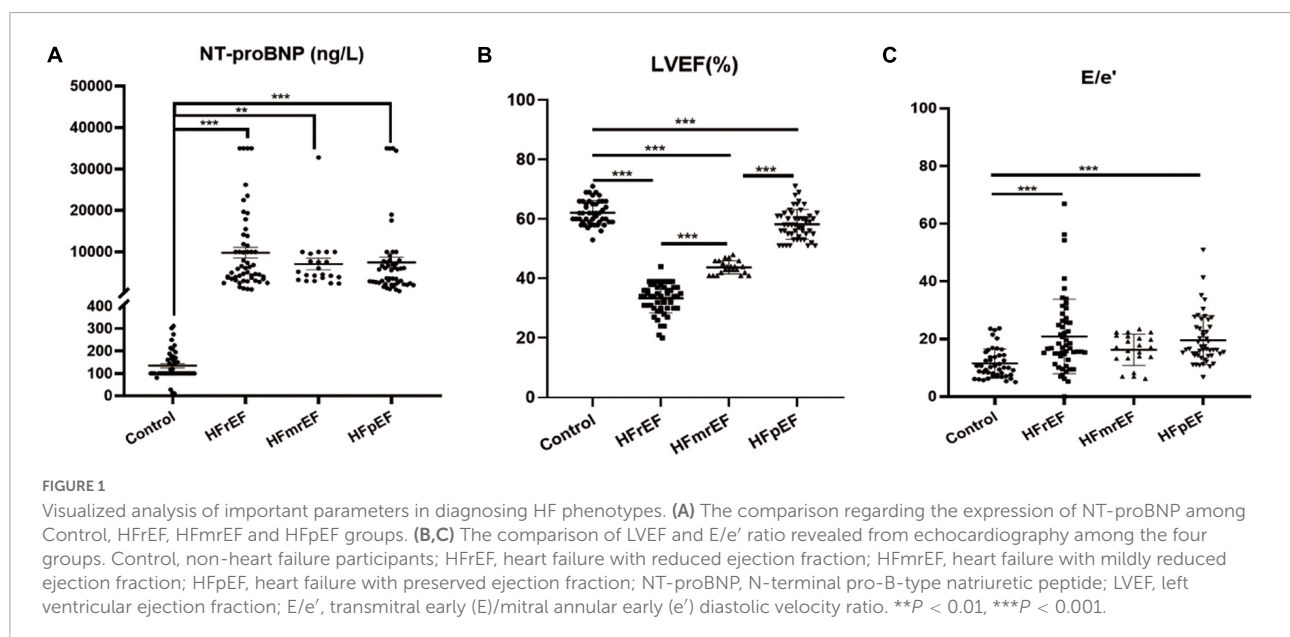 A
NT-proBNP (ng/L)
50000
40000
30000
20000
10000
400
300
200
100
0
***
**
***
Control
HFrEF
HFmrEF
HFpEF
B
LVEF(%)
100
80
60
40
20
0
***
***
***
***
***
Control
HFrEF
HFmrEF
HFpEF
C
E/e'
100
80
60
40
20
0
***
***
Control
HFrEF
HFmrEF
HFpEF
FIGURE 1
Visualized analysis of important parameters in diagnosing HF phenotypes. (A) The comparison regarding the expression of NT-proBNP among
Control, HFrEF, HFmrEF and HFpEF groups. (B,C) The comparison of LVEF and E/e′ ratio revealed from echocardiography among the four
groups. Control, non-heart failure participants; HFrEF, heart failure with reduced ejection fraction; HFmrEF, heart failure with mildly reduced
ejection fraction; HFpEF, heart failure with preserved ejection fraction; NT-proBNP, N-terminal pro-B-type natriuretic peptide; LVEF, left
ventricular ejection fraction; E/e′, transmitral early (E)/mitral annular early (e′) diastolic velocity ratio. **P < 0.01, ***P < 0.001.